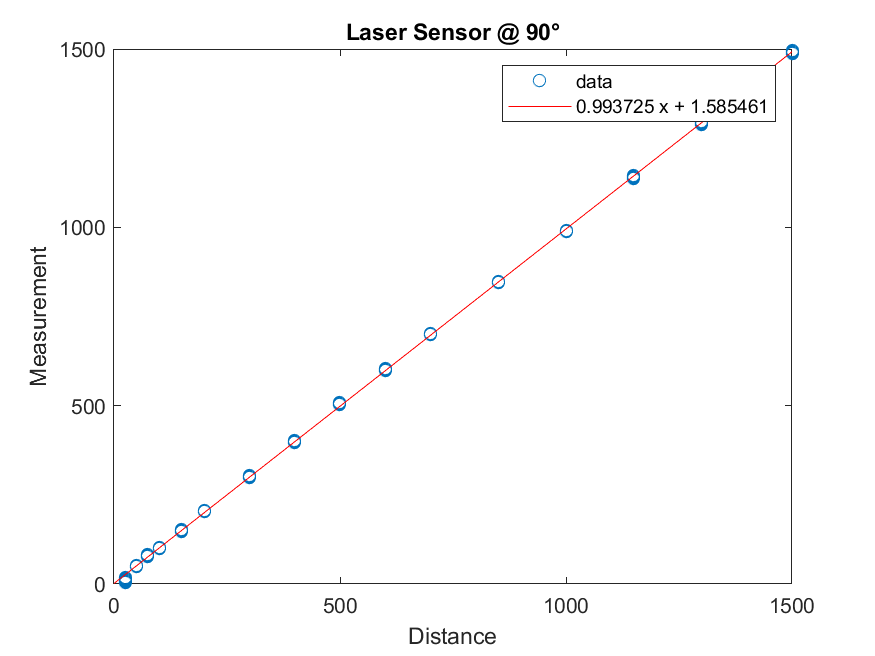 Laser Sensor @ 90°
1500
data
0.993725 x + 1.585461
1000
500
0
Measurement
0
500
1000
1500
Distance